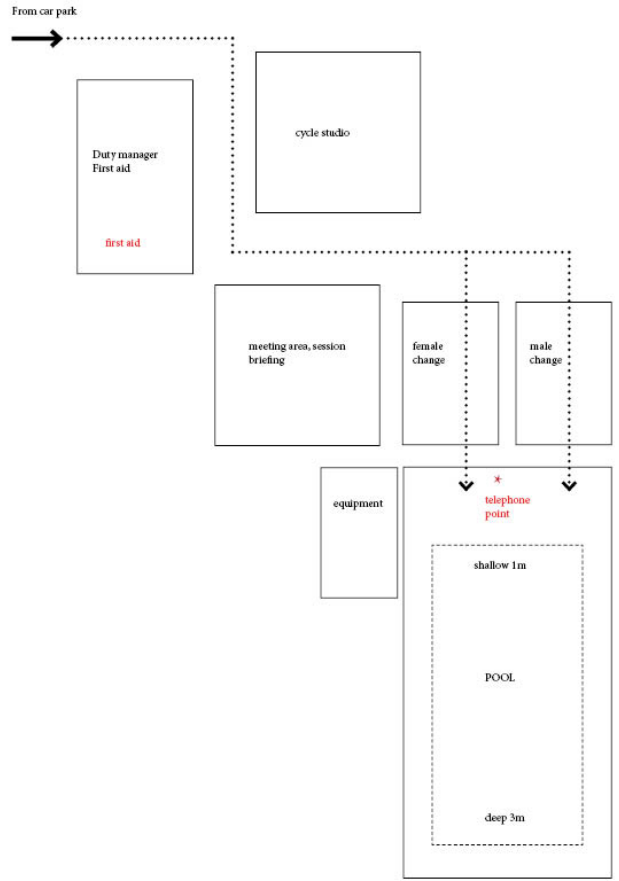 From car park
cycle studio
Duty manager
First aid
first aid
meeting area, session
briefing
female
change
male
change
*
telephone
point
equipment
shallow 1m
POOL
deep 3m